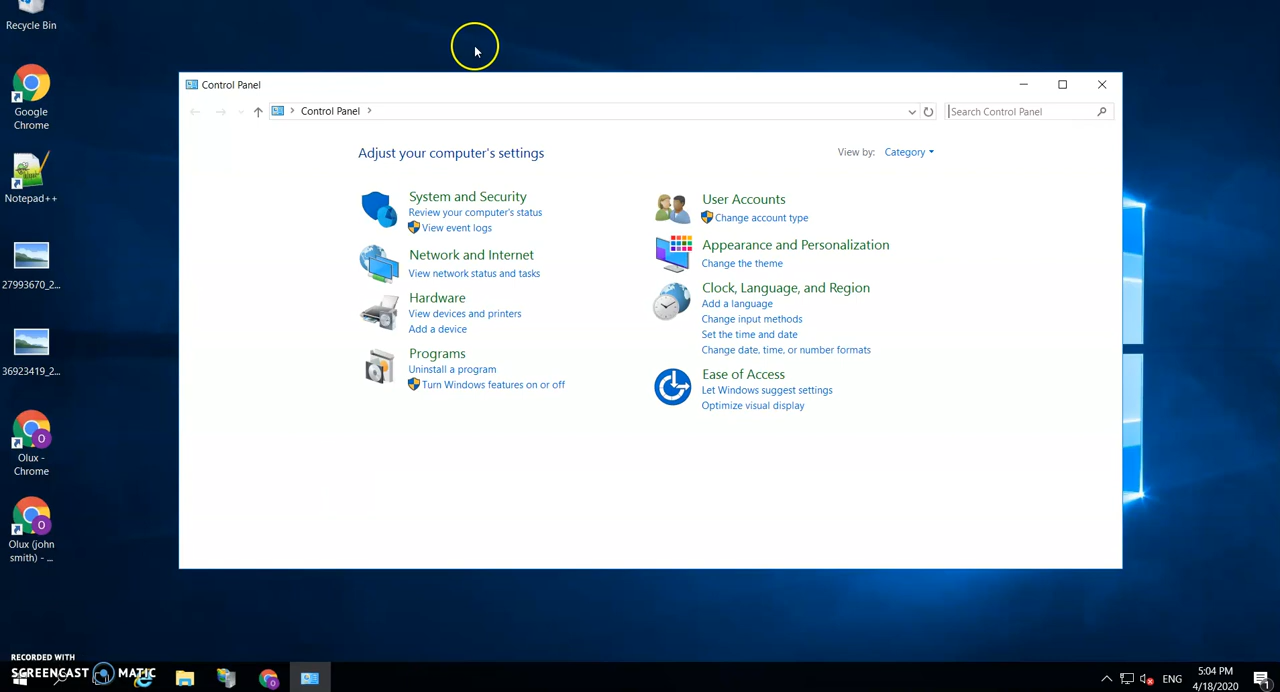 Recycle Bin
Google
Chrome
Notepad++
27993670_2...
36923419_2...
Olux -
Chrome
Olux (john
smith) - ...
Control Panel
Control Panel
Search Control Panel
Adjust your computer's settings
View by: Category
System and Security
Review your computer's status
View event logs
Network and Internet
View network status and tasks
Hardware
View devices and printers
Add a device
Programs
Uninstall a program
Turn Windows features on or off
User Accounts
Change account type
Appearance and Personalization
Change the theme
Clock, Language, and Region
Add a language
Change input methods
Set the time and date
Change date, time, or number formats
Ease of Access
Let Windows suggest settings
Optimize visual display
RECORDED WITH
SCREENCAST MATIC
O
O
O
ENG
5:04 PM
4/18/2020
1